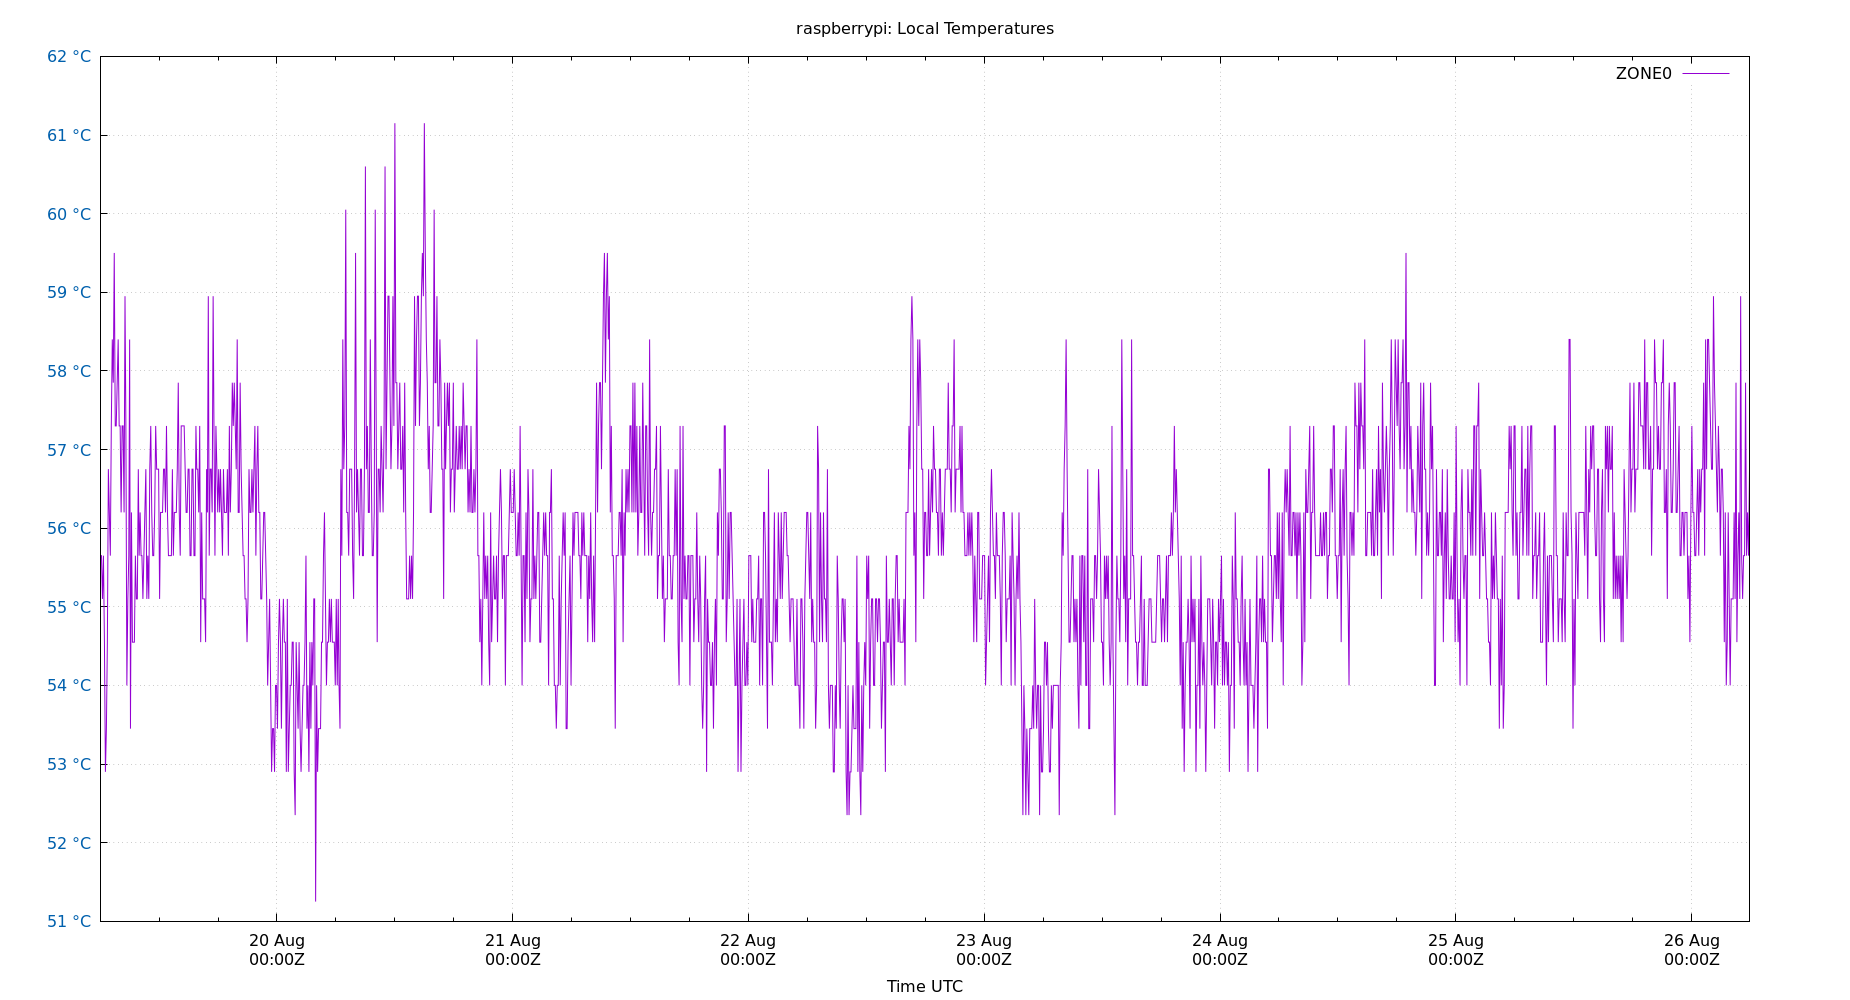 raspberrypi: Local Temperatures
ZONE0
62 °C
61 °C
60 °C
59 °C
58 °C
57 °C
56 °C
55 °C
54 °C
53 °C
52 °C
51 °C
20 Aug 21 Aug 22 Aug 23 Aug 24 Aug 25 Aug 26 Aug
00:00Z 00:00Z 00:00Z 00:00Z 00:00Z 00:00Z 00:00Z
Time UTC